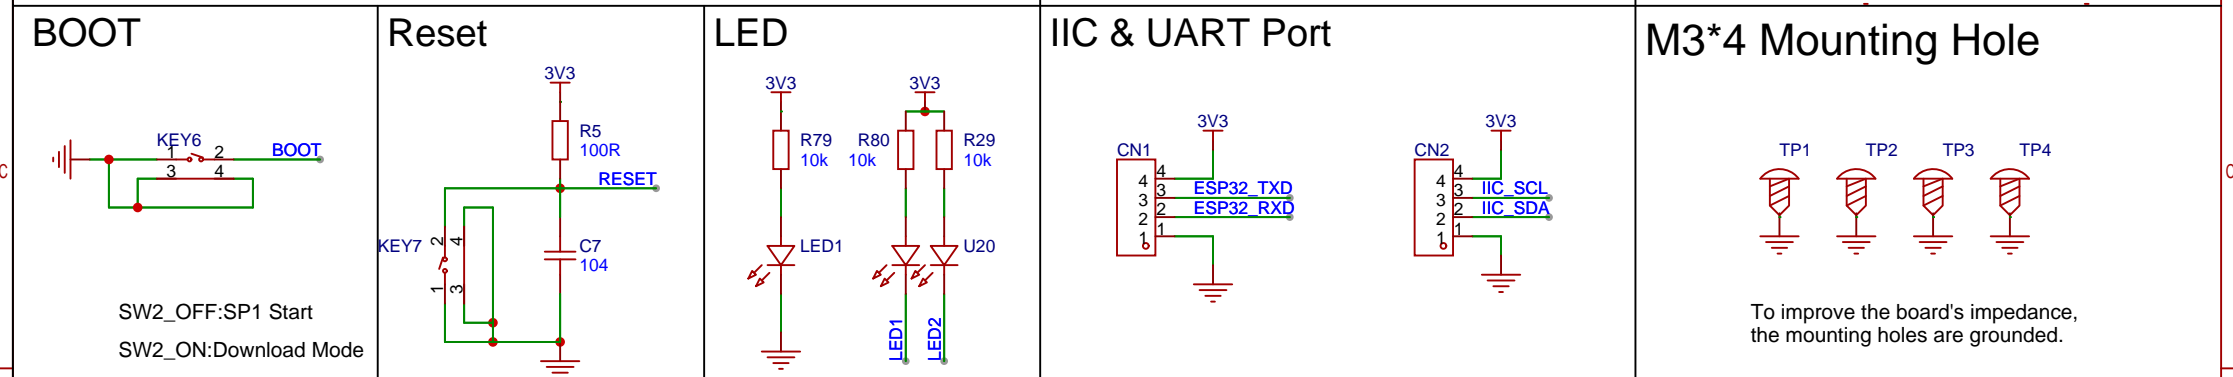 BOOT
KEY6
1
2
BOOT
3
4
SW2_OFF:SP1 Start
SW2_ON:Download Mode
Reset
3V3
R5
100R
RESET
KEY7
2
4
1
3
C7
104
LED
3V3
3V3
R79
10k
R80
10k
R29
10k
LED1
U20
LED1
LED2
IIC & UART Port
3V3
CN1
4
4
3
3
2
2
1
1
ESP32_TXD
ESP32_RXD
3V3
CN2
4
4
3
3
2
2
1
1
IIC_SCL
IIC_SDA
M3*4 Mounting Hole
TP1
TP2
TP3
TP4
To improve the board's impedance,
the mounting holes are grounded.
C